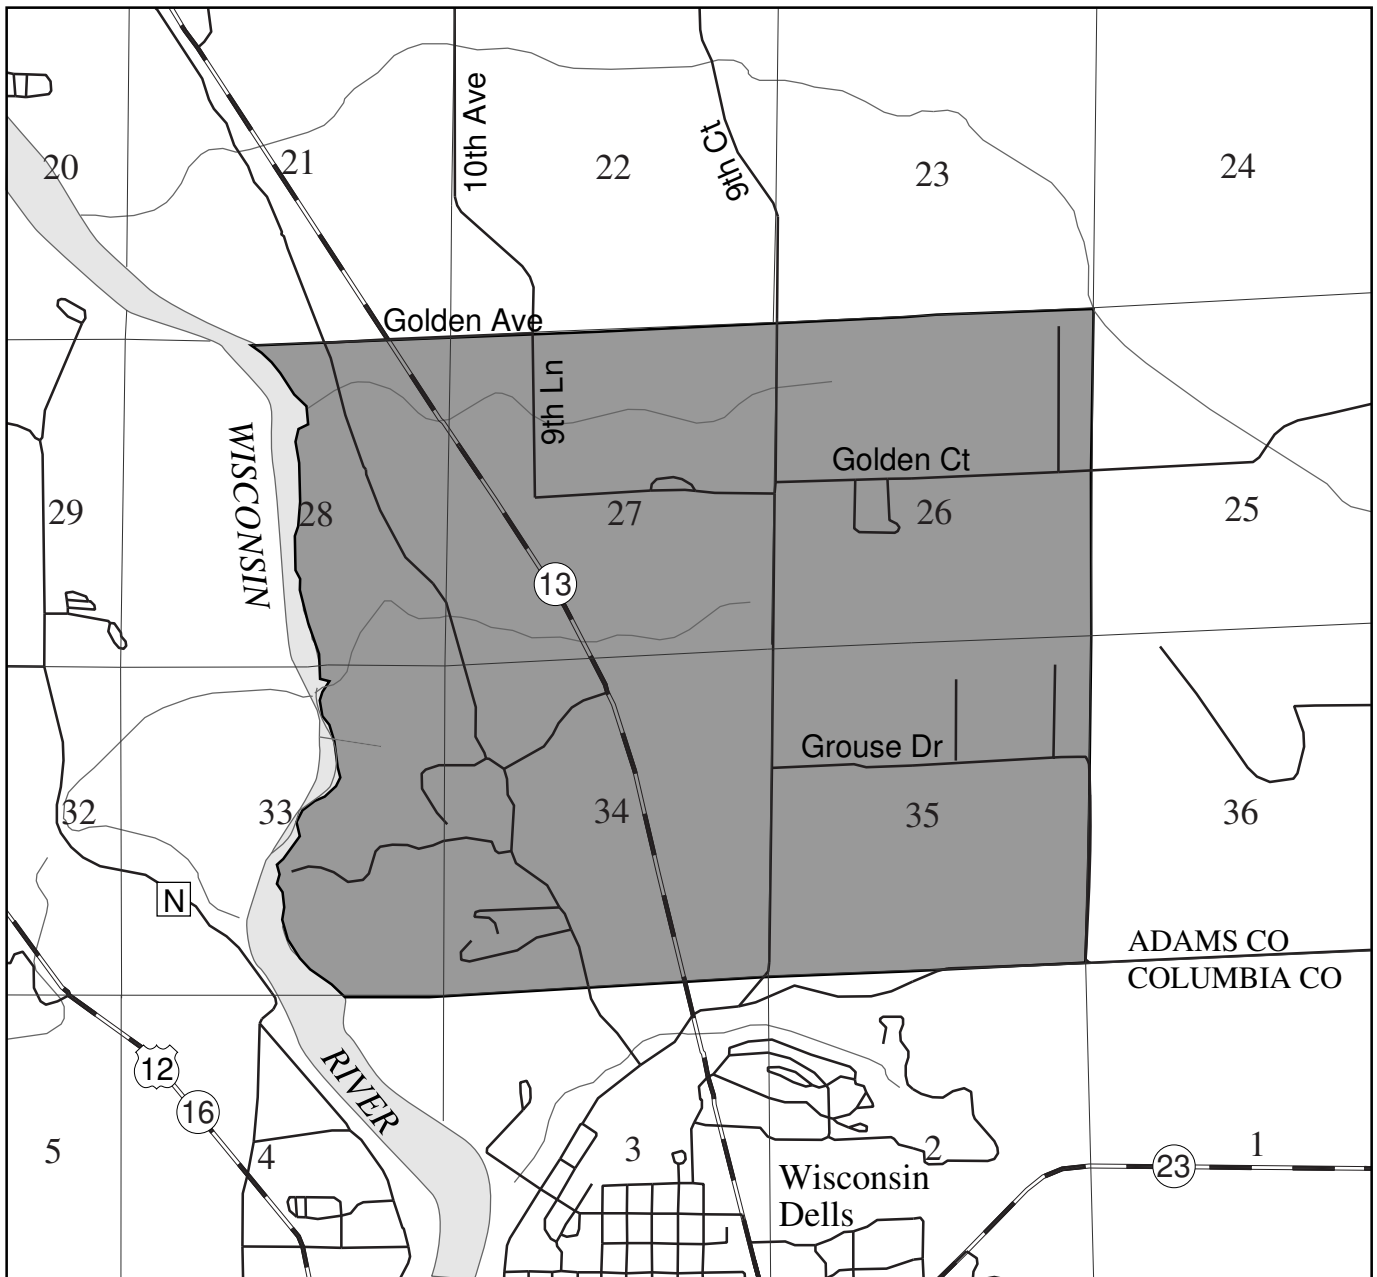 10th Ave
9th Ct
20
21
22
23
24
Golden Ave
9th Ln
WISCONSIN
Golden Ct
29
28
27
26
25
13
Grouse Dr
32
33
34
35
36
N
ADAMS CO
COLUMBIA CO
12
16
RIVER
5
4
3
2
1
23
Wisconsin
Dells